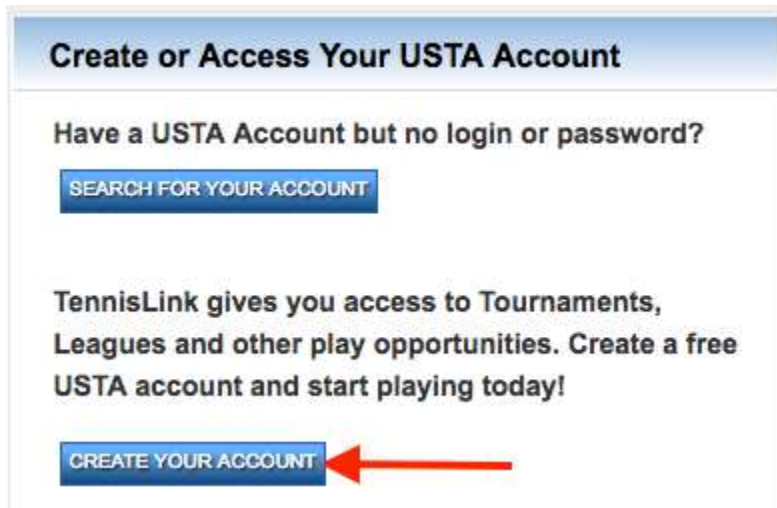 Create or Access Your USTA Account
Have a USTA Account but no login or password?
SEARCH FOR YOUR ACCOUNT
TennisLink gives you access to Tournaments,
Leagues and other play opportunities. Create a free
USTA account and start playing today!
CREATE YOUR ACCOUNT